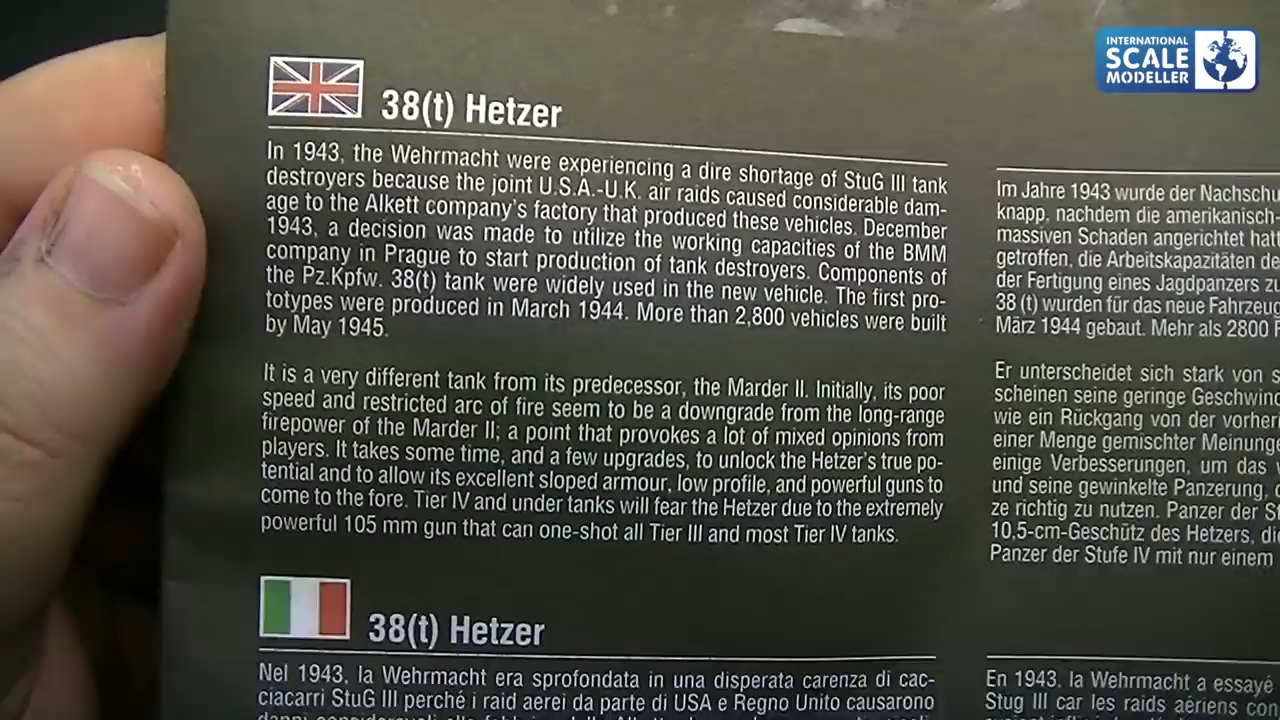 INTERNATIONAL
SCALE
MODELLER
38(t) Hetzer
In 1943, the Wehrmacht were experiencing a dire shortage of StuG III tank
destroyers because the joint U.S.A.-U.K. air raids caused considerable dam-
age to the Alkett company's factory that produced these vehicles. December
1943, a decision was made to utilize the working capacities of the BMM
company in Prague to start production of tank destroyers. Components of
the Pz.Kpfw. 38(t) tank were widely used in the new vehicle. The first pro-
totypes were produced in March 1944. More than 2,800 vehicles were built
by May 1945.
It is a very different tank from its predecessor, the Marder II. Initially, its poor
speed and restricted arc of fire seem to be a downgrade from the long-range
firepower of the Marder II; a point that provokes a lot of mixed opinions from
players. It takes some time, and a few upgrades, to unlock the Hetzer's true po-
tential and to allow its excellent sloped armour, low profile, and powerful guns to
come to the fore. Tier IV and under tanks will fear the Hetzer due to the extremely
powerful 105 mm gun that can one-shot all Tier III and most Tier IV tanks.
Im Jahre 1943 wurde der Nachschu
knapp, nachdem die amerikanisch-
massiven Schaden angerichtet hatt
getroffen, die Arbeitskapazitäten de
der Fertigung eines Jagdpanzers zu
38 (t) wurden für das neue Fahrzeug
März 1944 gebaut. Mehr als 2800
Er unterscheidet sich stark von s
scheinen seine geringe Geschwind
wie ein Rückgang von der vorher
einer Menge gemischter Meinunge
einige Verbesserungen, um das
und seine gewinkelte Panzerung,
ze richtig zu nutzen. Panzer der St
10,5-cm-Geschütz des Hetzers, die
Panzer der Stufe IV mit nur einem
38(t) Hetzer
Nel 1943, la Wehrmacht era sprofondata in una disperata carenza di cac-
ciacarri StuG III perché i raid aerei da parte di USA e Regno Unito causarono
En 1943, la Wehrmacht a essayé
Stug III car les raids aériens con